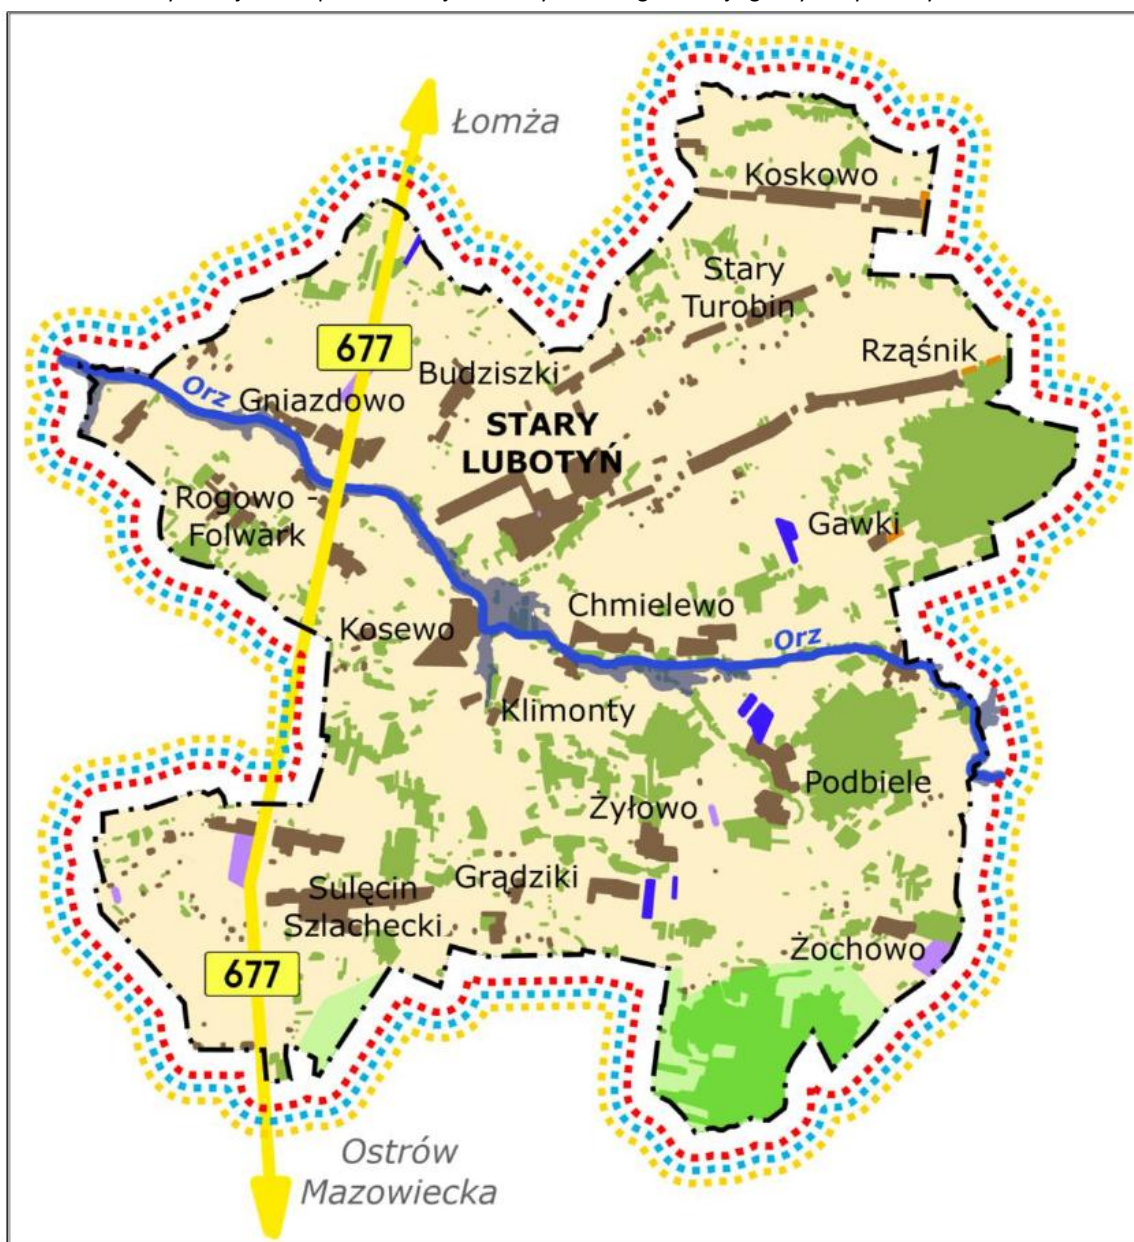 Łomża
Koskowo
Stary
Turobin
677
Rząśnik
Budziszki
Orz
Gniazdowo
STARY
LUBOTYŃ
Rogowo -
Folwark
Gawki
Chmielewo
Kosewo
Orz
Klimonty
Podbiele
Żyłowo
Grądziki
Sulęcin
Szlachecki
Żochowo
677
Ostrów
Mazowiecka